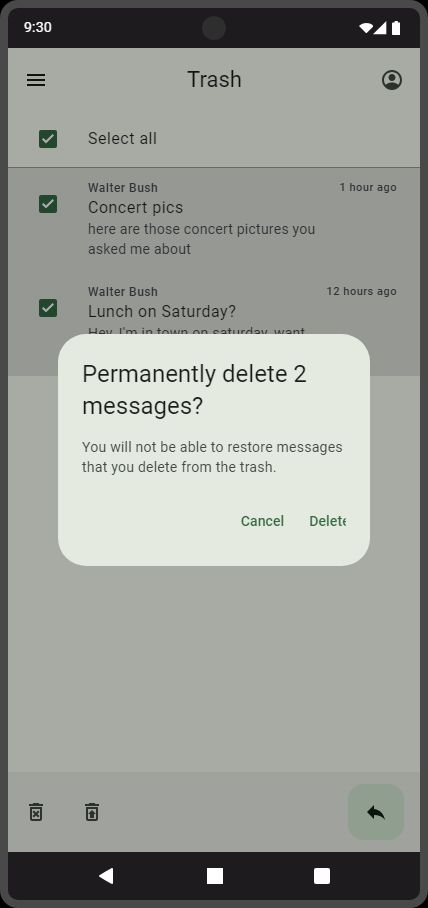 9:30
Trash
Select all
Walter Bush
1 hour ago
Concert pics
here are those concert pictures you
asked me about
Walter Bush
12 hours ago
Lunch on Saturday?
Hey, I'm in town on saturday, want
Permanently delete 2
messages?
You will not be able to restore messages
that you delete from the trash.
Cancel
Delete